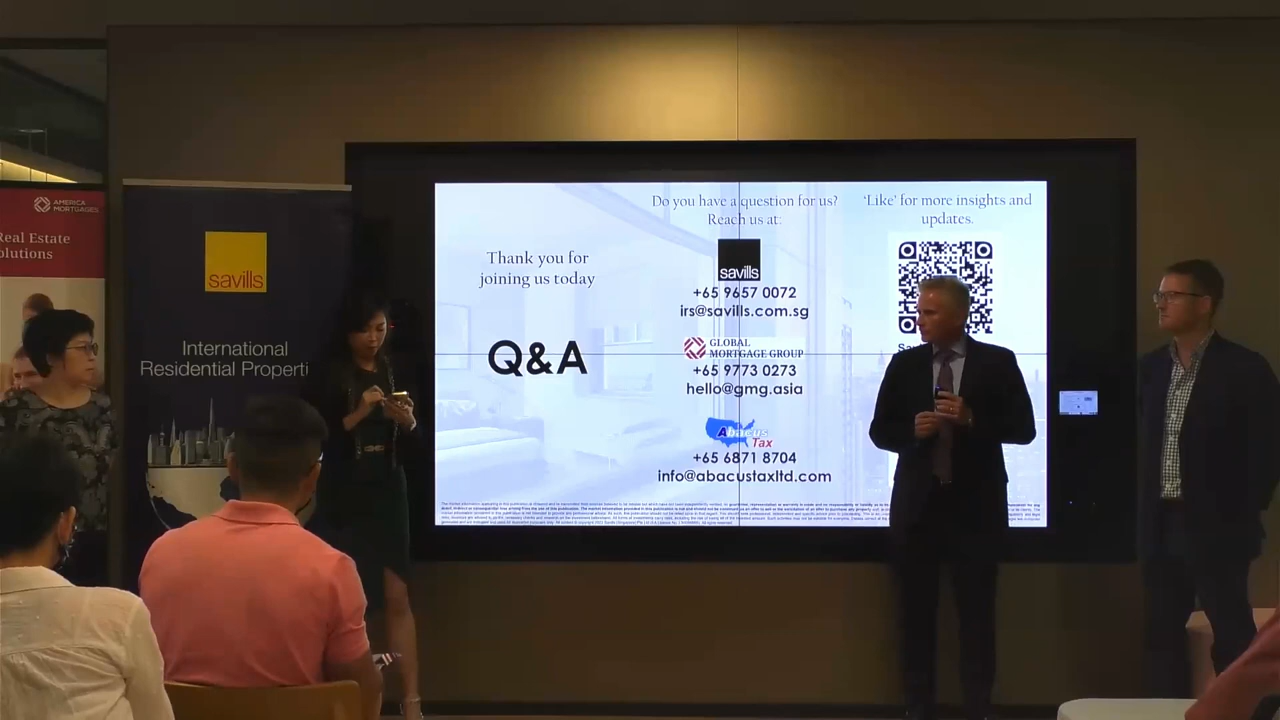 AMERICA
MORTGAGES
Real Estate
olutions
savills
International
Residential Properti
Thank you for
joining us today
Q&A
Do you have a question for us?
Reach us at:
savills
+65 9657 0072
irs@savills.com.sg
GLOBAL
MORTGAGE GROUP
+65 9773 0273
hello@gmg.asia
Abacus
Tax
+65 6871 8704
info@abacustaxltd.com
'Like' for more insights and
updates.